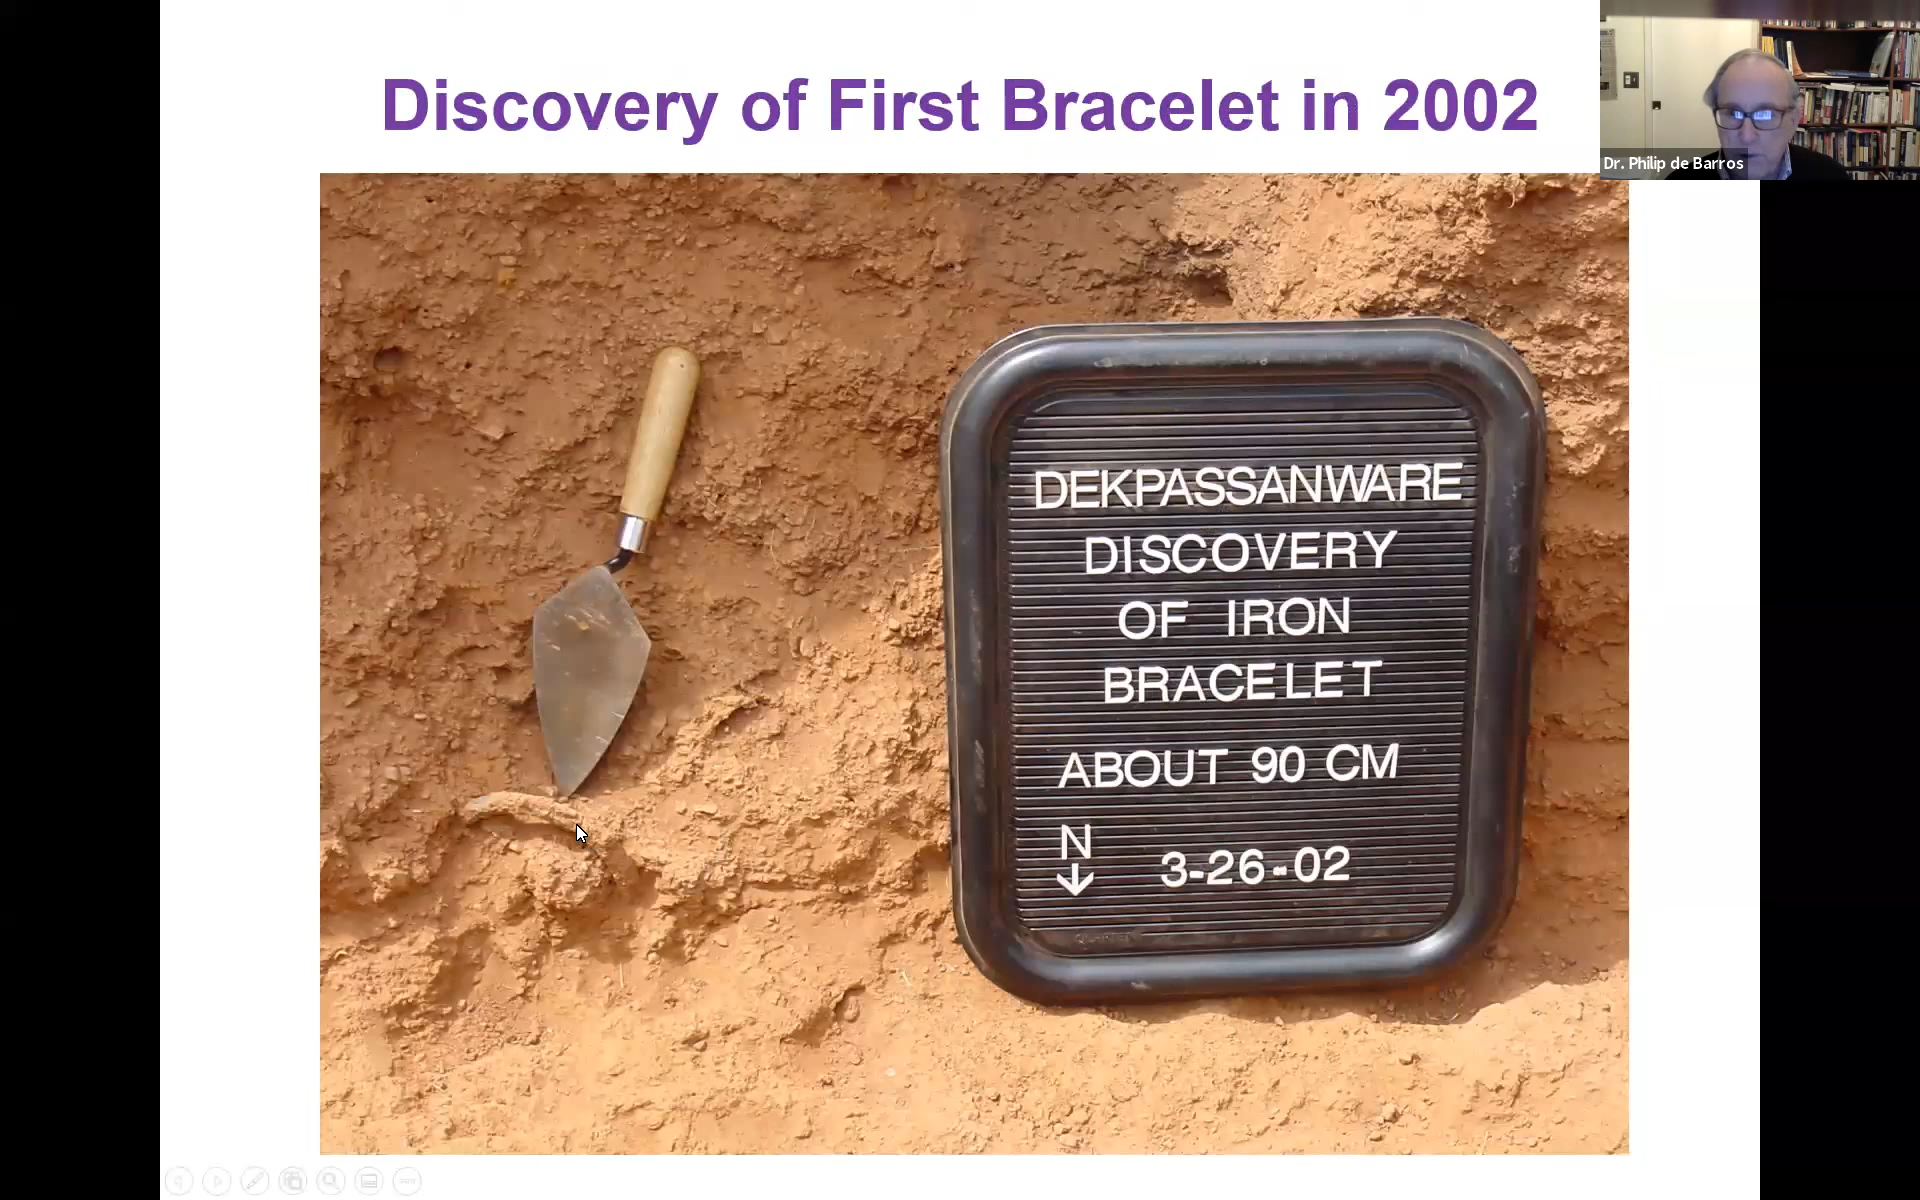 Discovery of First Bracelet in 2002
Dr. Philip de Barros
DEKPASSANWARE
DISCOVERY
OF IRON
BRACELET
ABOUT 90 CM
N
3-26-02